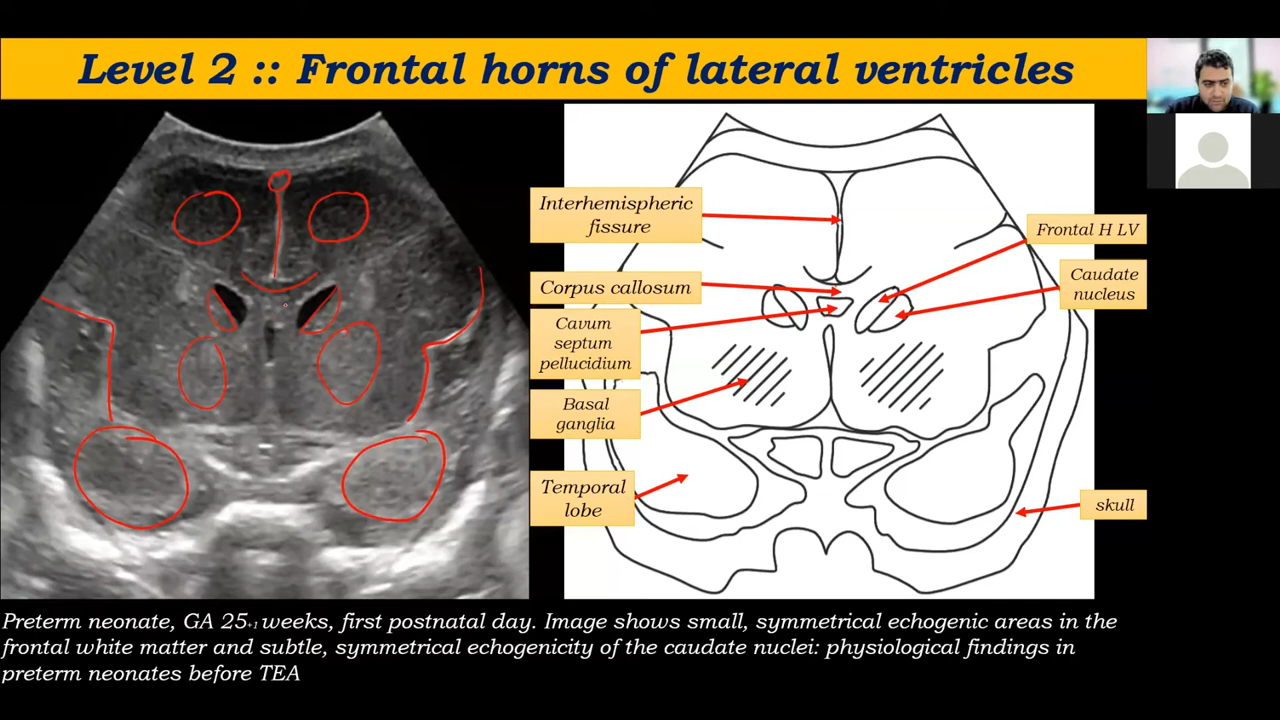 Level 2 :: Frontal horns of lateral ventricles
Interhemispheric
fissure
Corpus callosum
Cavum
septum
pellucidium
Basal
ganglia
Temporal
lobe
Frontal H LV
Caudate
nucleus
skull
Preterm neonate, GA 25+1 weeks, first postnatal day. Image shows small, symmetrical echogenic areas in the
frontal white matter and subtle, symmetrical echogenicity of the caudate nuclei: physiological findings in
preterm neonates before TEA